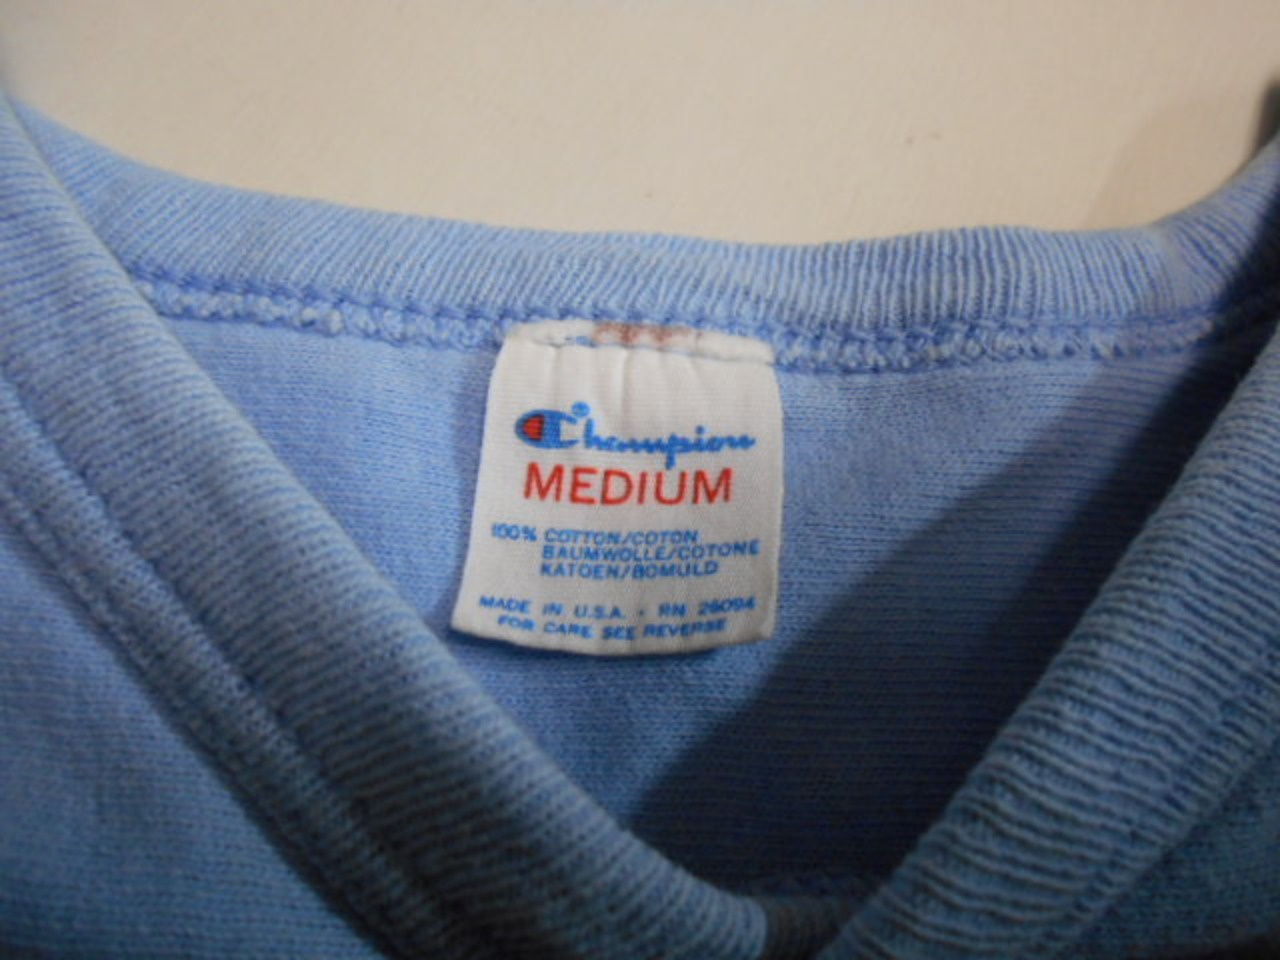 Champion®
MEDIUM
100% COTTON/COTON
BAUMWOLLE/COTONE
KATOEN/BOMULD
MADE IN U.S.A. · RN 26094
FOR CARE SEE REVERSE